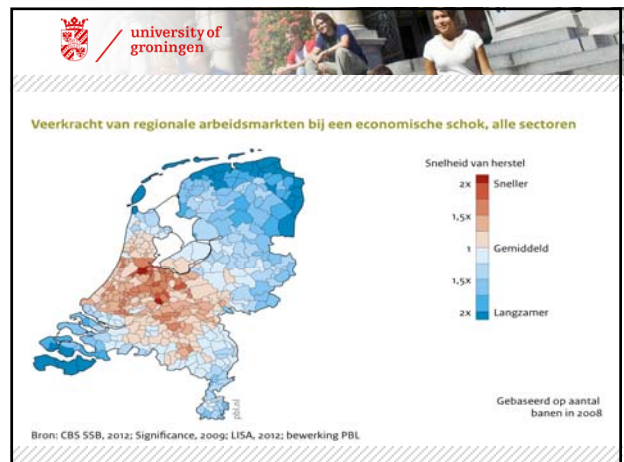 university of
groningen
Veerkracht van regionale arbeidsmarkten bij een economische schok, alle sectoren
Snelheid van herstel
2x Sneller
1,5x
1 Gemiddeld
1,5x
2x Langzamer
pbl.nl
Gebaseerd op aantal
banen in 2008
Bron: CBS SSB, 2012; Significance, 2009; LISA, 2012; bewerking PBL